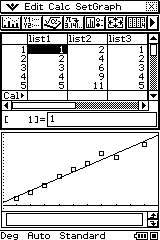 Edit Calc SetGraph
list1 list2 list3
1 1 2 1
2 2 4 2
3 3 6 3
4 4 9 4
5 5 11 5
Cal▶
[ 1]= 1
Deg Auto Standard